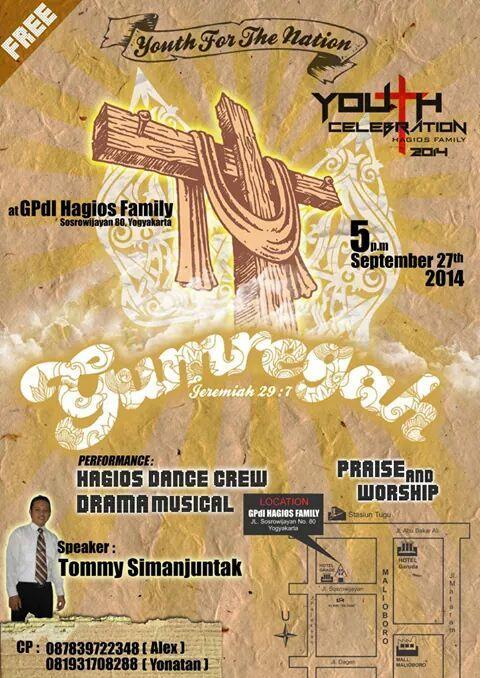 FREE
Youth For The Nation
YOUTH
CELEBRATION
HAGIOS FAMILY
2014
at GPdI Hagios Family
Sosrowijayan 80, Yogyakarta
5 p.m
September 27th
2014
Gumregah
Jeremiah 29 : 7
PERFORMANCE :
HAGIOS DANCE CREW
DRAMA MUSICAL
PRAISE AND
WORSHIP
Speaker :
Tommy Simanjuntak
CP : 087839722348 ( Alex )
081931708288 ( Yonatan )
LOCATION
GPdI HAGIOS FAMILY
JL. Sosrowijayan No. 80
Yogyakarta
Stasiun Tugu
JL. Abu Bakar Ali
HOTEL
Garuda
JL. Mataram
MALIOBORO
JL. Sosrowijayan
MALL
MALIOBORO
JL. Dagen
U